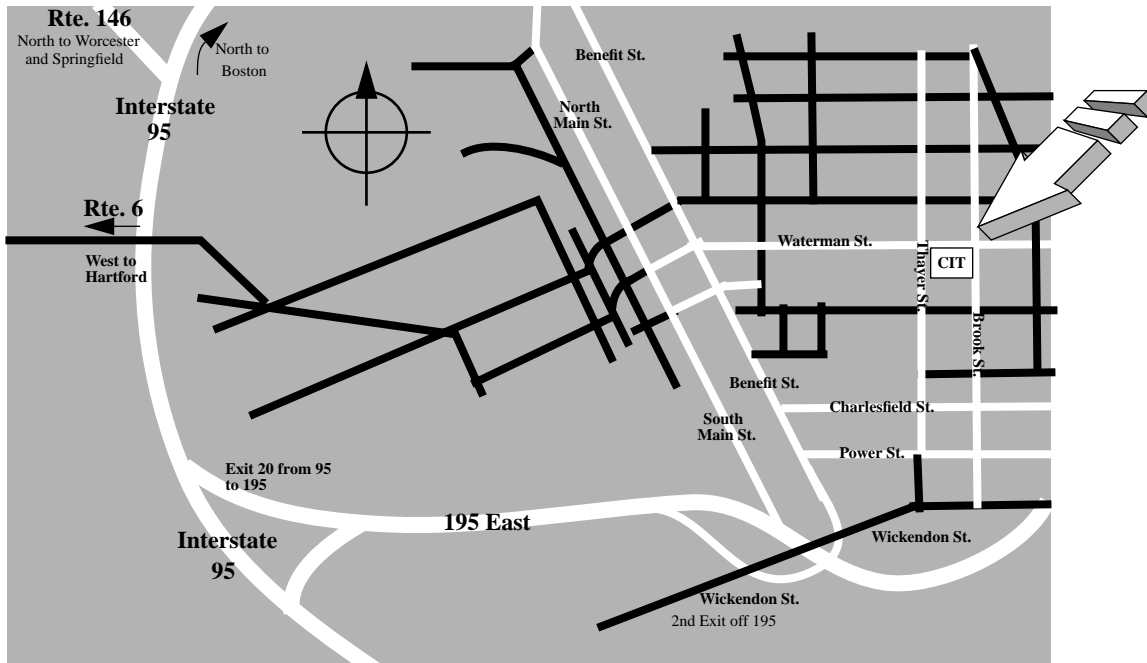 Rte. 146
North to Worcester
and Springfield
North to
Boston
Interstate
95
Benefit St.
North
Main St.
Rte. 6
West to
Hartford
Waterman St.
Thayer St.
CIT
Brook St.
Benefit St.
Charlesfield St.
South
Main St.
Power St.
Exit 20 from 95
to 195
195 East
Interstate
95
Wickendon St.
Wickendon St.
2nd Exit off 195